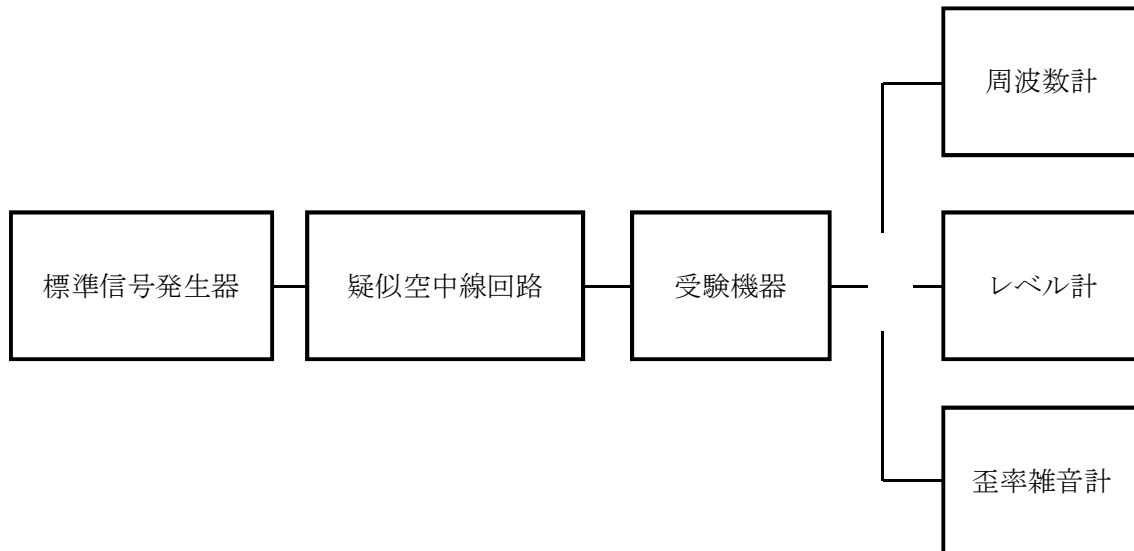 周波数計
標準信号発生器
疑似空中線回路
受験機器
レベル計
歪率雑音計